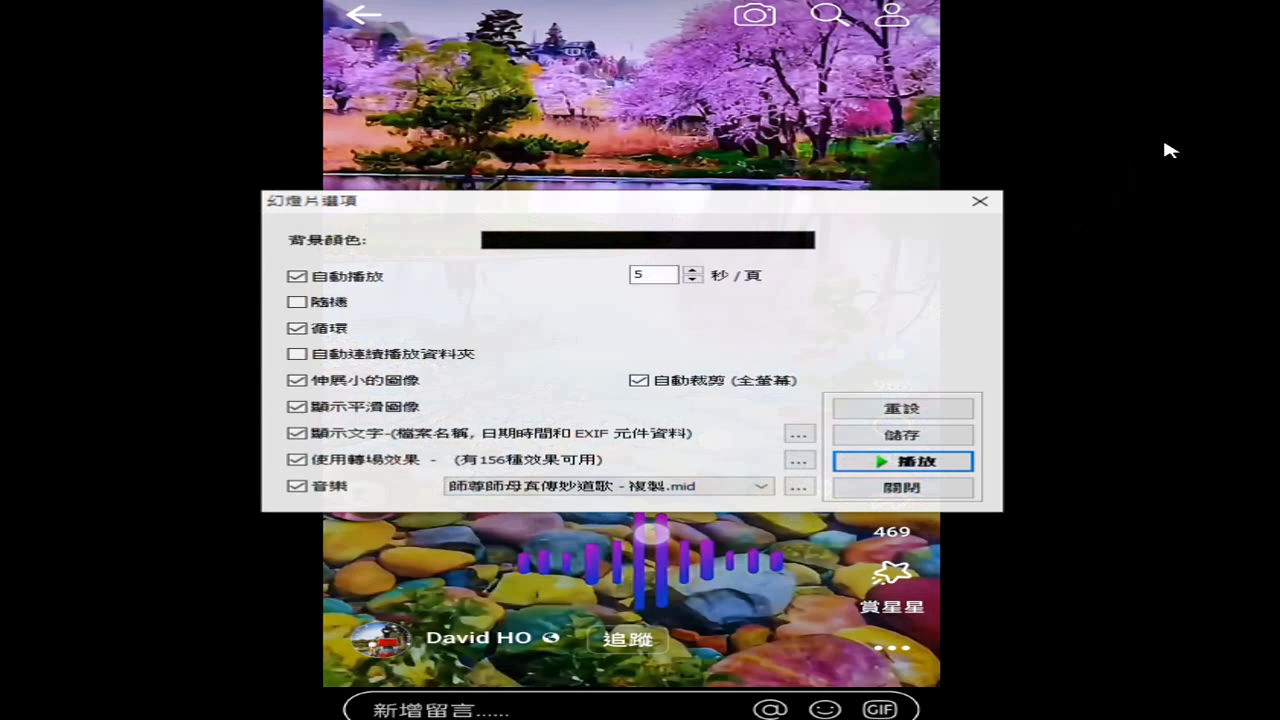 幻燈片選項
背景顏色:
自動播放 5 秒 / 頁
隨機
循環
自動連續播放資料夾
伸展小的圖像 自動裁剪 (全螢幕)
顯示平滑圖像
重設
顯示文字-(檔案名稱, 日期時間和 EXIF 元件資料) ...
儲存
使用轉場效果 - (有156種效果可用) ...
播放
音樂 師尊師母真傳妙道歌 - 複製.mid ...
關閉
469
賞星星
David HO 追蹤
新增留言...... GIF